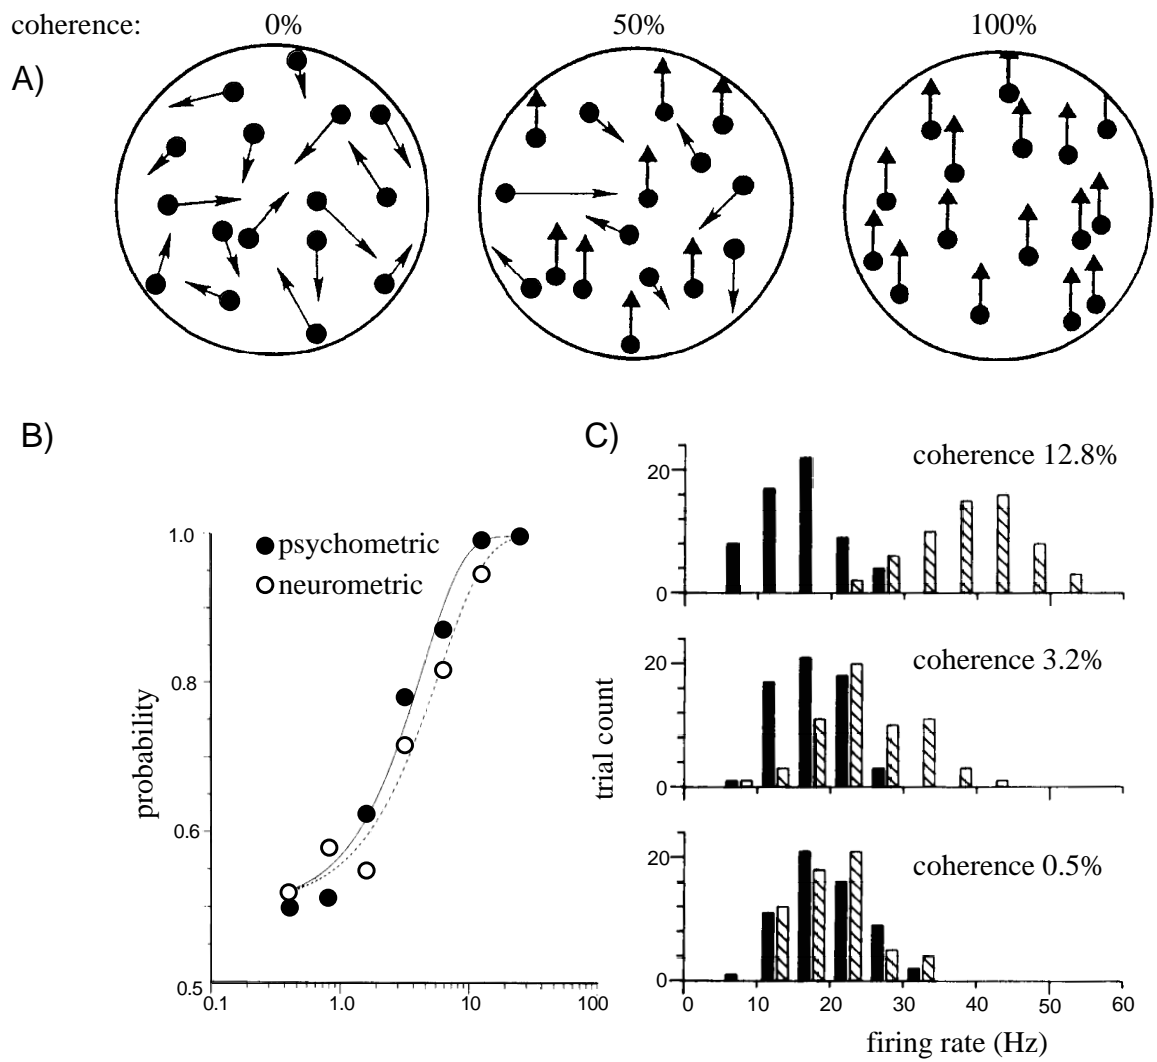 coherence: 0% 50% 100%
A)
B)
C)
psychometric
neurometric
1.0
0.8
0.6
0.5
probability
0.1 1.0 10 100
coherence 12.8%
20
0
coherence 3.2%
20
0
trial count
coherence 0.5%
20
0
0 10 20 30 40 50 60
firing rate (Hz)